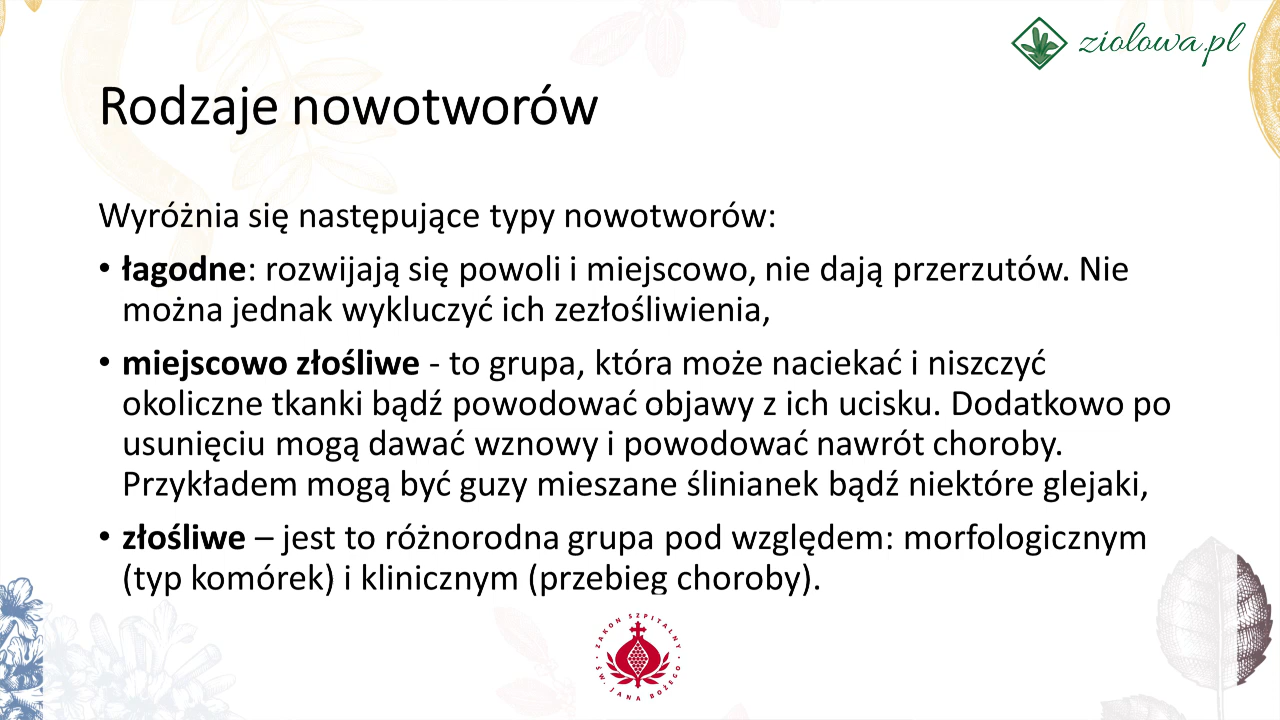 ziolowa.pl
Rodzaje nowotworów
Wyróżnia się następujące typy nowotworów:
• łagodne: rozwijają się powoli i miejscowo, nie dają przerzutów. Nie
można jednak wykluczyć ich zezłośliwienia,
• miejscowo złośliwe - to grupa, która może naciekać i niszczyć
okoliczne tkanki bądź powodować objawy z ich ucisku. Dodatkowo po
usunięciu mogą dawać wznowy i powodować nawrót choroby.
Przykładem mogą być guzy mieszane ślinianek bądź niektóre glejaki,
• złośliwe – jest to różnorodna grupa pod względem: morfologicznym
(typ komórek) i klinicznym (przebieg choroby).
ZAKON SZPITALNY
ŚW. JANA BOŻEGO